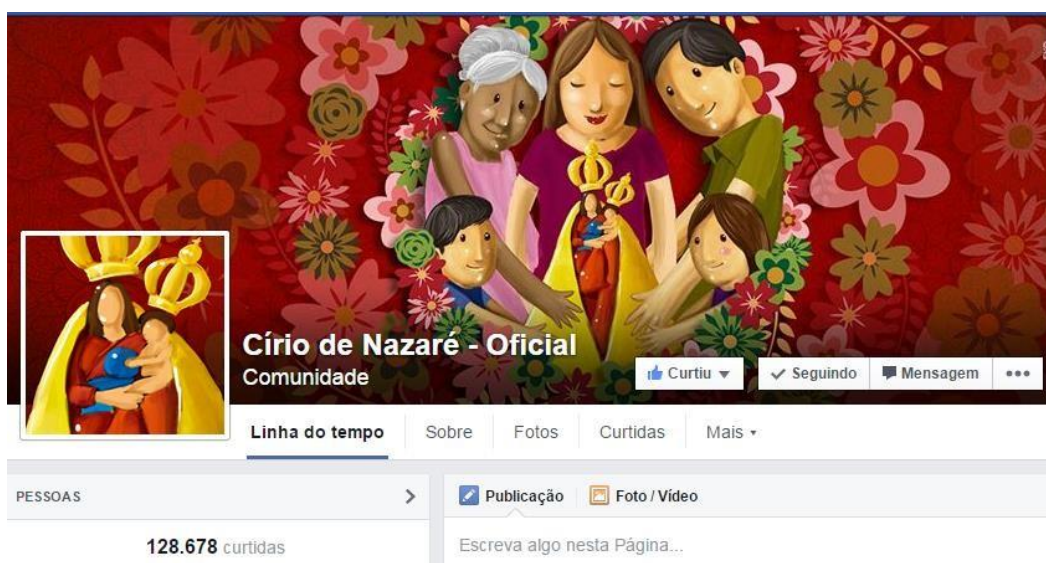 Círio de Nazaré - Oficial
Comunidade
Curtiu
Seguindo
Mensagem
Linha do tempo
Sobre
Fotos
Curtidas
Mais
PESSOAS
128.678 curtidas
Publicação
Foto / Vídeo
Escreva algo nesta Página...